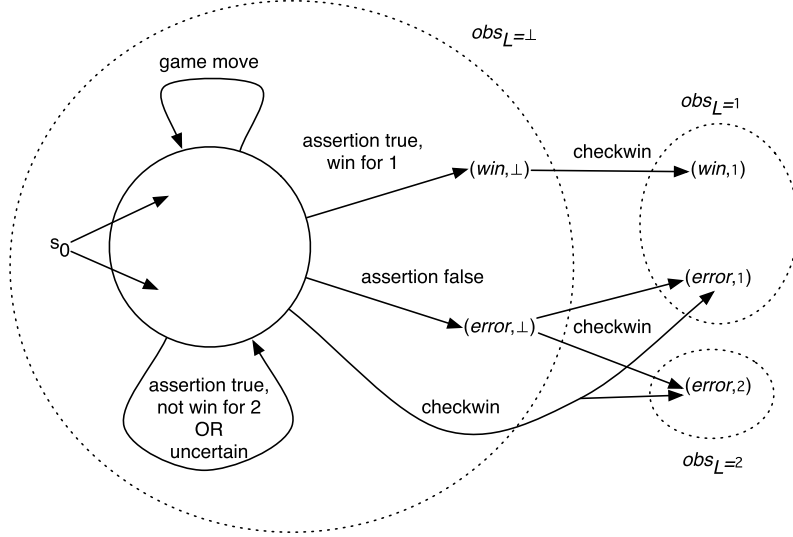 obs_L=⊥
game move
obs_L=1
assertion true,
win for 1
checkwin
(win,⊥)
(win,1)
s_0
assertion false
(error,1)
(error,⊥)
checkwin
assertion true,
not win for 2
OR
uncertain
checkwin
(error,2)
obs_L=2